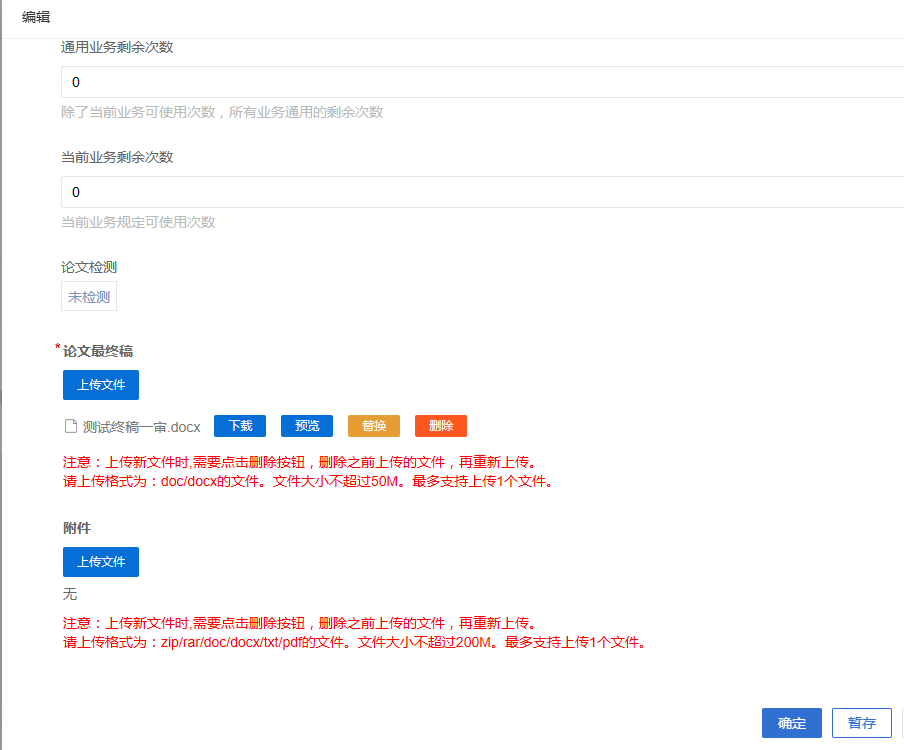 编辑
通用业务剩余次数
0
除了当前业务可使用次数，所有业务通用的剩余次数
当前业务剩余次数
0
当前业务规定可使用次数
论文检测
未检测
*论文最终稿
上传文件
测试终稿一审.docx 下载 预览 替换 删除
注意：上传新文件时,需要点击删除按钮，删除之前上传的文件，再重新上传。
请上传格式为：doc/docx的文件。文件大小不超过50M。最多支持上传1个文件。
附件
上传文件
无
注意：上传新文件时,需要点击删除按钮，删除之前上传的文件，再重新上传。
请上传格式为：zip/rar/doc/docx/txt/pdf的文件。文件大小不超过200M。最多支持上传1个文件。
确定 暂存